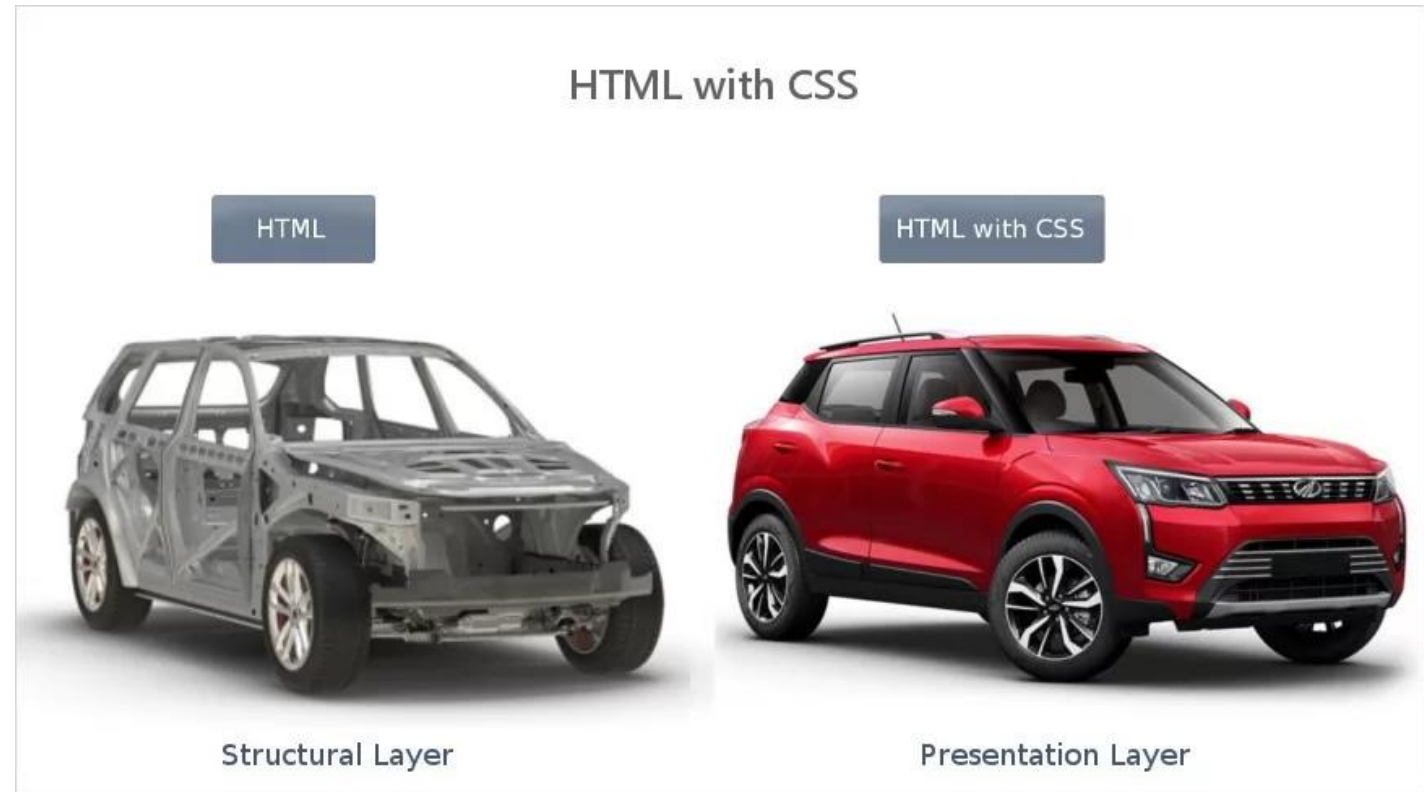 HTML with CSS
HTML
HTML with CSS
Structural Layer
Presentation Layer